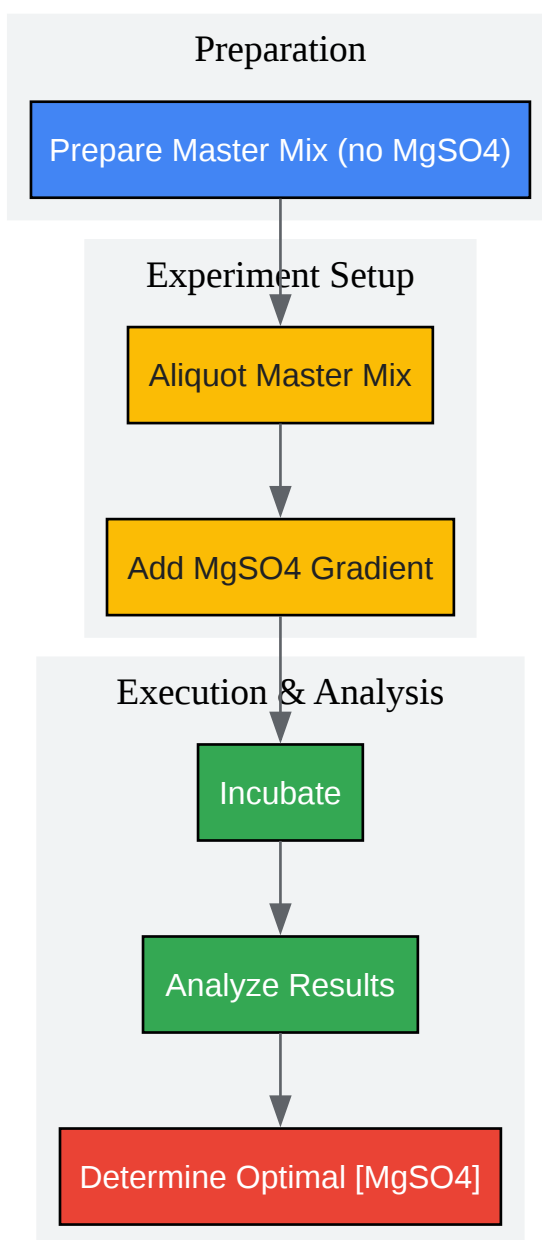 Preparation
Prepare Master Mix (no MgSO4)
Experiment Setup
Aliquot Master Mix
Add MgSO4 Gradient
Execution & Analysis
Incubate
Analyze Results
Determine Optimal [MgSO4]